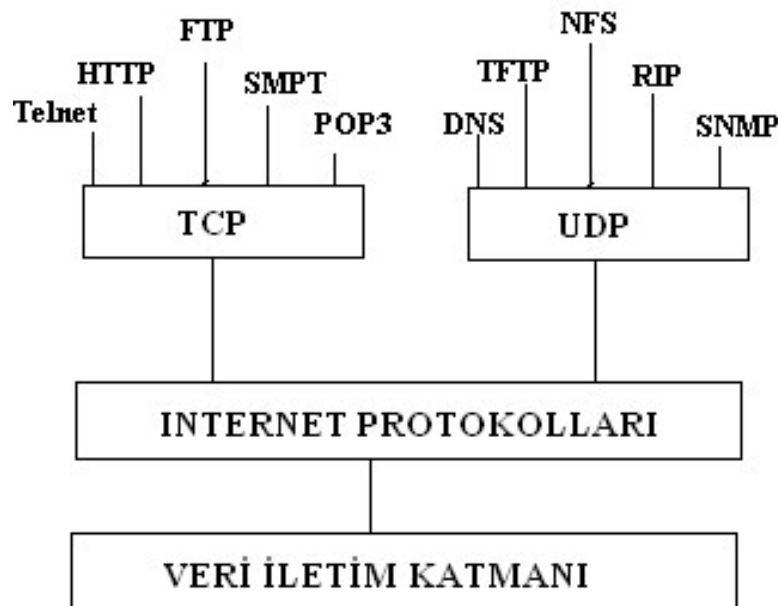 FTP
HTTP
SMPT
Telnet
POP3
NFS
TFTP
RIP
DNS
SNMP
TCP
UDP
INTERNET PROTOKOLLARI
VERİ İLETİM KATMANI